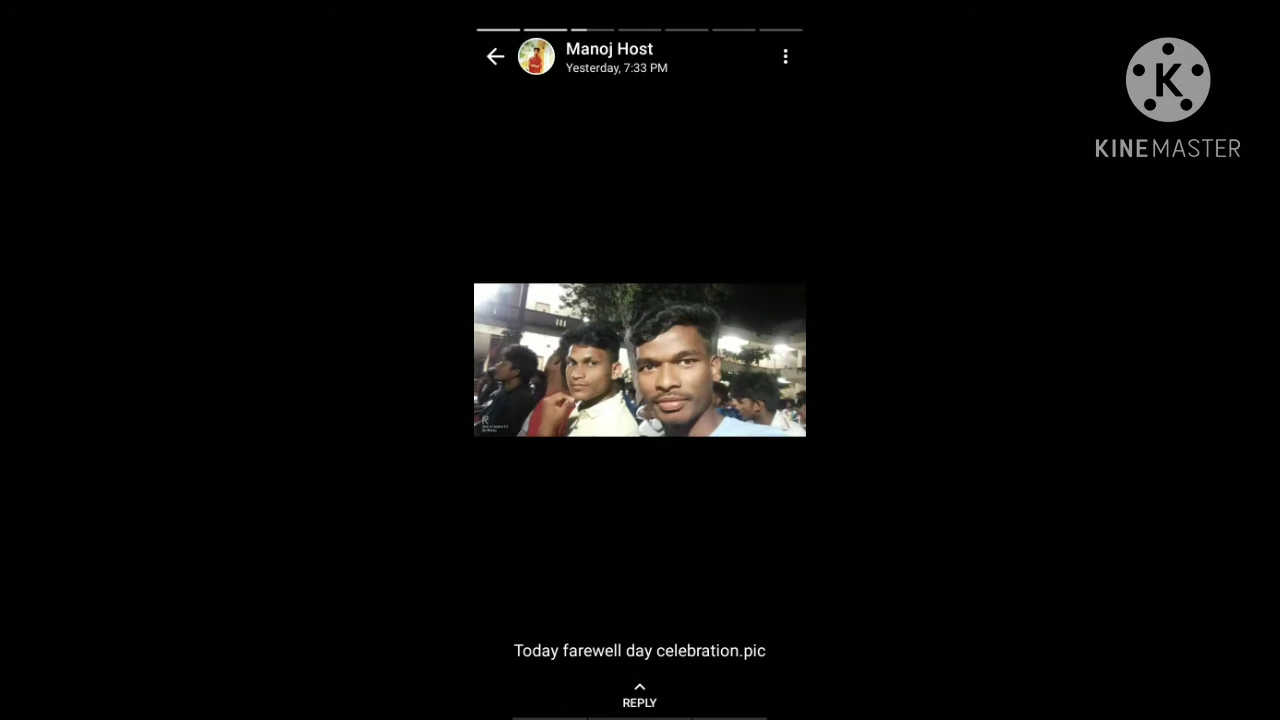 Manoj Host
Yesterday, 7:33 PM
K
KINEMASTER
Today farewell day celebration.pic
REPLY